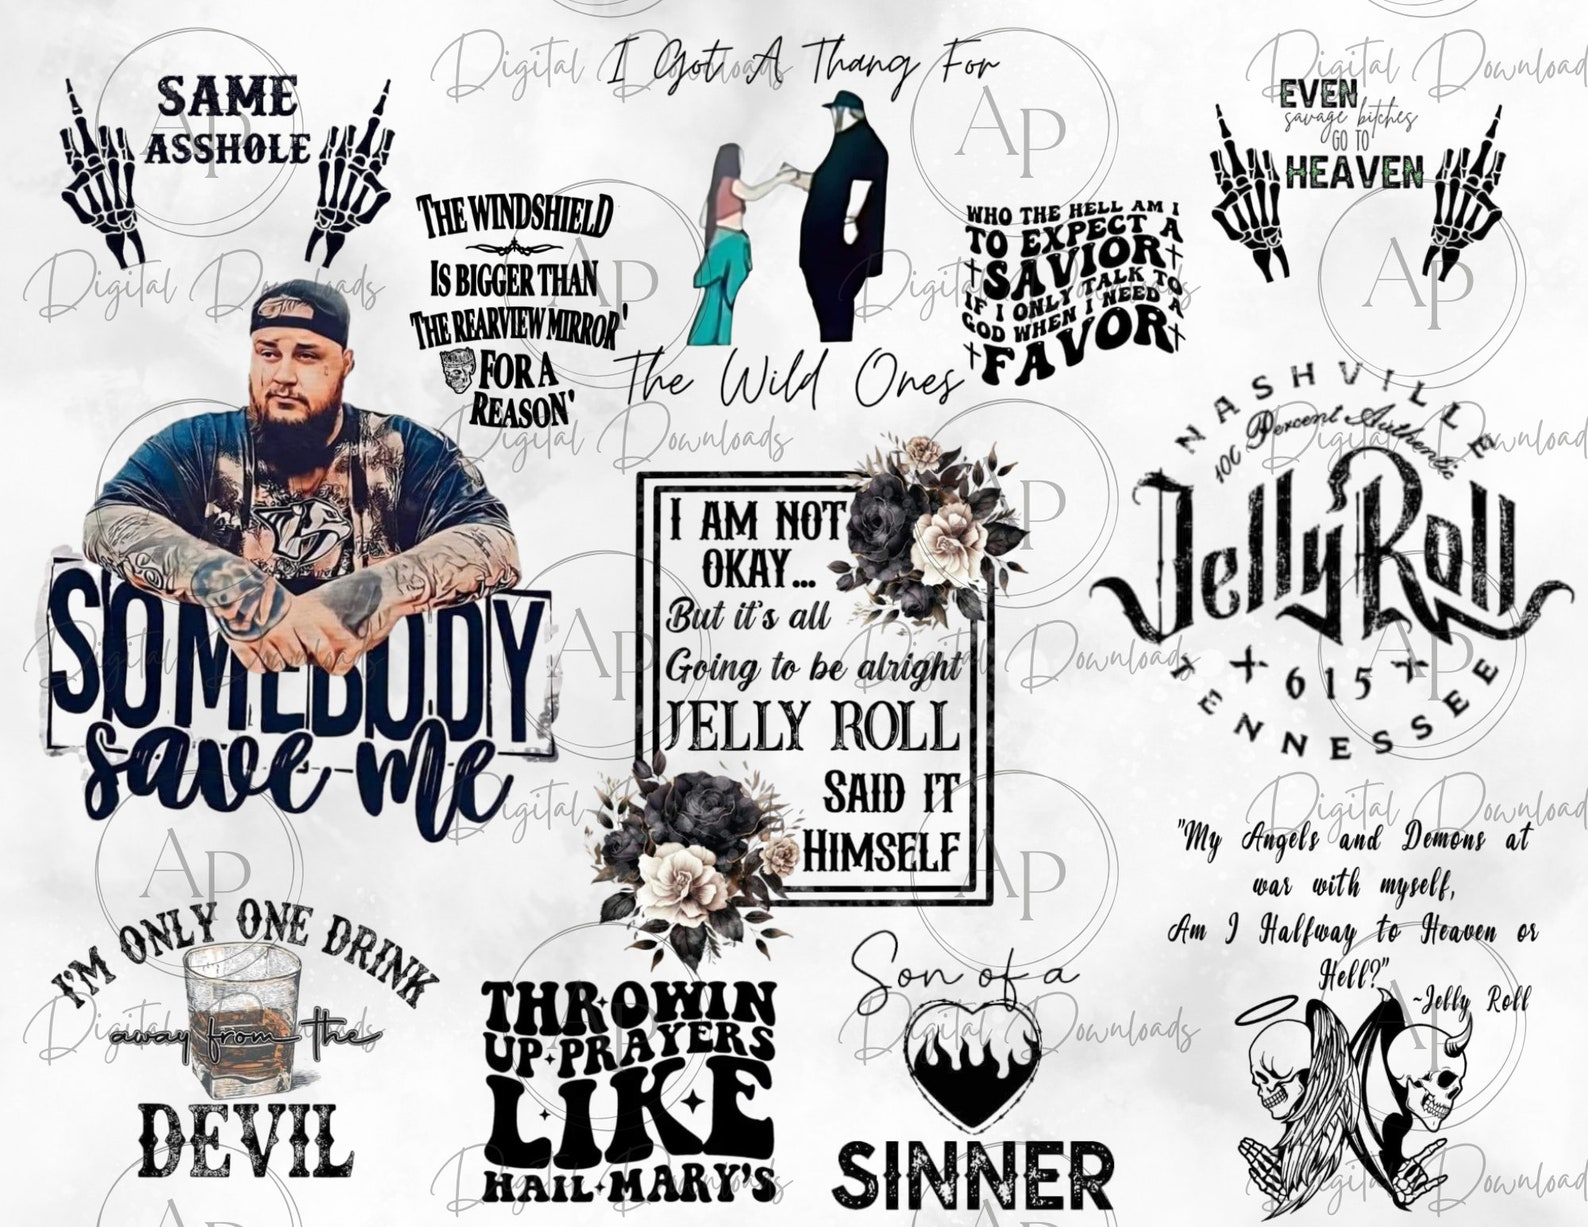 SAME
ASSHOLE
THE WINDSHIELD
IS BIGGER THAN
THE REARVIEW MIRROR'
FOR A
REASON'
I Got A Thang For
The Wild Ones
WHO THE HELL AM I
TO EXPECT A
SAVIOR
IF I ONLY TALK TO
GOD WHEN I NEED A
FAVOR
EVEN
savage bitches
GO TO
HEAVEN
SOMEBODY
save me
I AM NOT
OKAY...
But it's all
Going to be alright
JELLY ROLL
SAID IT
HIMSELF
NASHVILLE
100 Percent Authentic
Jelly Roll
615
TENNESSEE
I'M ONLY ONE DRINK
away from the
DEVIL
THROWIN
UP PRAYERS
LIKE
HAIL MARY'S
Son of a
SINNER
"My Angels and Demons at
war with myself,
Am I Halfway to Heaven or
Hell?"
~Jelly Roll
AP
Digital Downloads